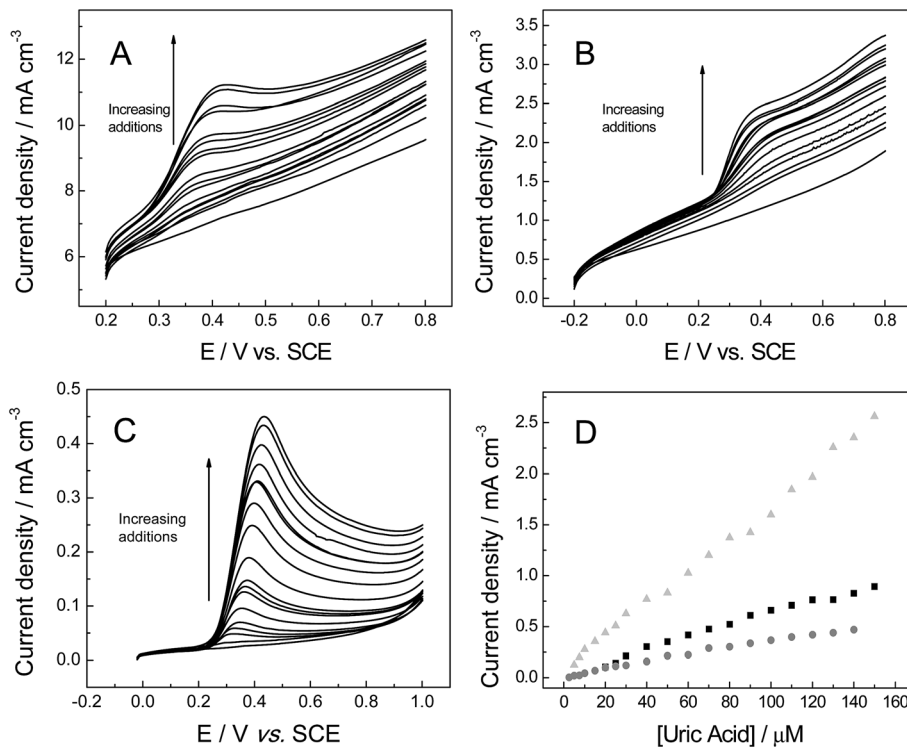 A
Increasing
additions
Current density / mA cm-3
12
10
8
6
0.2 0.3 0.4 0.5 0.6 0.7 0.8
E / V vs. SCE
B
Increasing
additions
Current density / mA cm-3
3.5
3.0
2.5
2.0
1.5
1.0
0.5
0.0
-0.2 0.0 0.2 0.4 0.6 0.8
E / V vs. SCE
C
Increasing
additions
Current density / mA cm-3
0.5
0.4
0.3
0.2
0.1
0.0
0.0 0.2 0.4 0.6 0.8 1.0
E / V vs. SCE
D
Current density / mA cm-3
2.5
2.0
1.5
1.0
0.5
0.0
0 20 40 60 80 100 120 140 160
[Uric Acid] / μM